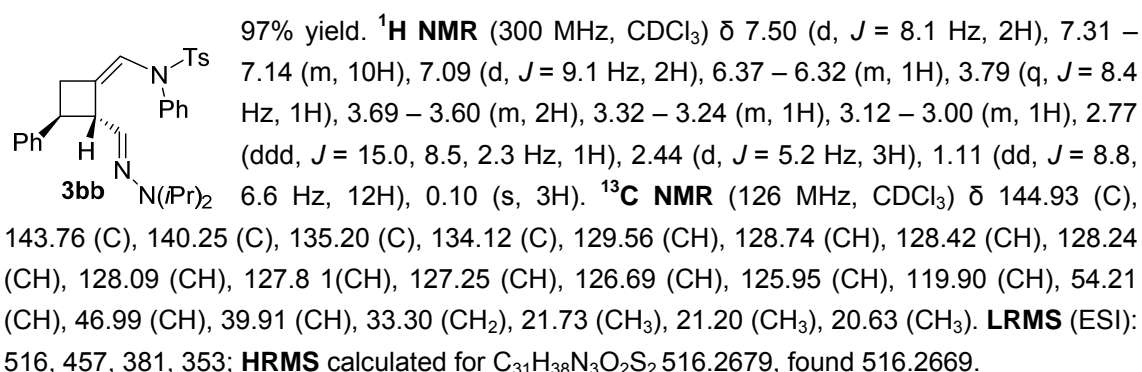 97% yield. ¹H NMR (300 MHz, CDCl₃) δ 7.50 (d, J = 8.1 Hz, 2H), 7.31 –
7.14 (m, 10H), 7.09 (d, J = 9.1 Hz, 2H), 6.37 – 6.32 (m, 1H), 3.79 (q, J = 8.4
Hz, 1H), 3.69 – 3.60 (m, 2H), 3.32 – 3.24 (m, 1H), 3.12 – 3.00 (m, 1H), 2.77
(ddd, J = 15.0, 8.5, 2.3 Hz, 1H), 2.44 (d, J = 5.2 Hz, 3H), 1.11 (dd, J = 8.8,
6.6 Hz, 12H), 0.10 (s, 3H). ¹³C NMR (126 MHz, CDCl₃) δ 144.93 (C),
143.76 (C), 140.25 (C), 135.20 (C), 134.12 (C), 129.56 (CH), 128.74 (CH), 128.42 (CH), 128.24
(CH), 128.09 (CH), 127.8 1(CH), 127.25 (CH), 126.69 (CH), 125.95 (CH), 119.90 (CH), 54.21
(CH), 46.99 (CH), 39.91 (CH), 33.30 (CH₂), 21.73 (CH₃), 21.20 (CH₃), 20.63 (CH₃). LRMS (ESI):
516, 457, 381, 353; HRMS calculated for C₃₁H₃₈N₃O₂S₂ 516.2679, found 516.2669.
Ts
N
Ph
Ph
H
N
N(iPr)₂
3bb